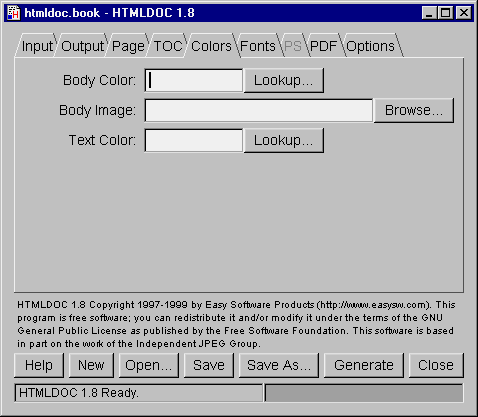 htmldoc.book - HTMLDOC 1.8
Input Output Page TOC Colors Fonts PS PDF Options
Body Color: Lookup...
Body Image: Browse...
Text Color: Lookup...
HTMLDOC 1.8 Copyright 1997-1999 by Easy Software Products (http://www.easysw.com). This
program is free software; you can redistribute it and/or modify it under the terms of the GNU
General Public License as published by the Free Software Foundation. This software is based
in part on the work of the Independent JPEG Group.
Help New Open... Save Save As... Generate Close
HTMLDOC 1.8 Ready.